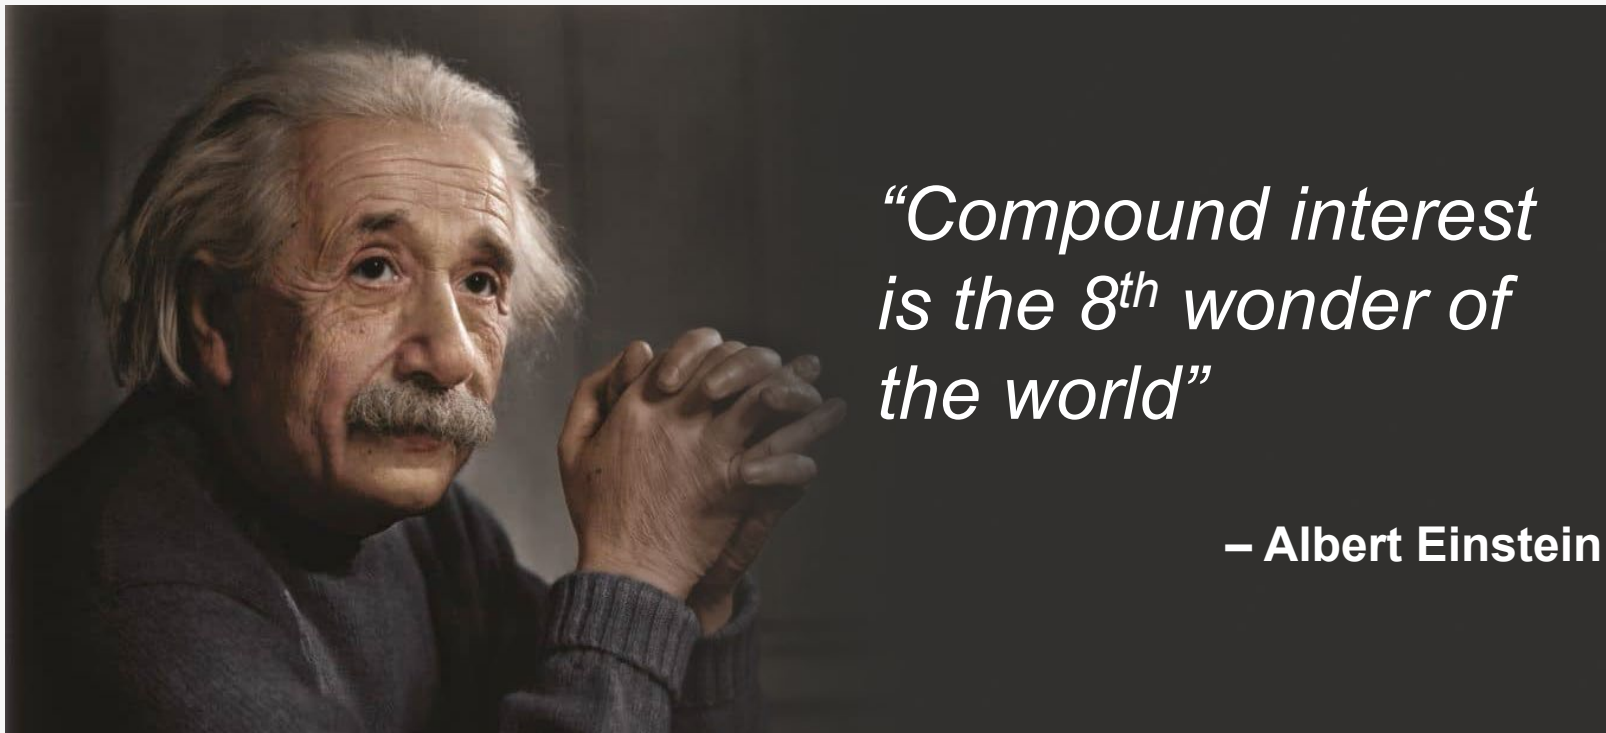 “Compound interest
is the 8th wonder of
the world”
– Albert Einstein